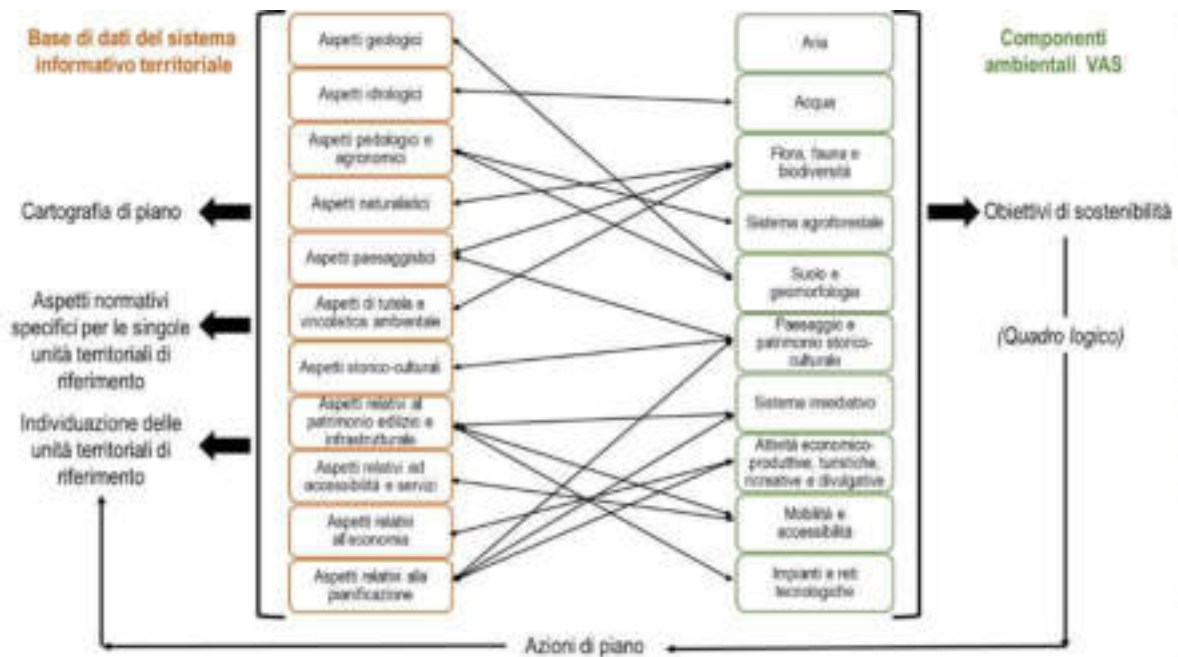 Base di dati del sistema
informativo territoriale
Cartografia di piano
Aspetti normativi
specifici per le singole
unità territoriali di
riferimento
Individuazione delle
unità territoriali di
riferimento
Aspetti geologici
Aspetti idrologici
Aspetti pedologici e
agronomici
Aspetti naturalistici
Aspetti paesaggistici
Aspetti di tutela e
vincolistica ambientale
Aspetti storico-culturali
Aspetti relativi al
patrimonio edilizio e
infrastrutturale
Aspetti relativi ad
accessibilità e servizi
Aspetti relativi
all'economia
Aspetti relativi alla
pianificazione
Aria
Acqua
Flora, fauna e
biodiversità
Sistema agroforestale
Suolo e
geomorfologia
Paesaggio e
patrimonio storico-
culturale
Sistema insediativo
Attività economico-
produttive, turistiche,
ricreative e divulgative
Mobilità e
accessibilità
Impianti e reti
tecnologiche
Componenti
ambientali VAS
Obiettivi di sostenibilità
(Quadro logico)
Azioni di piano